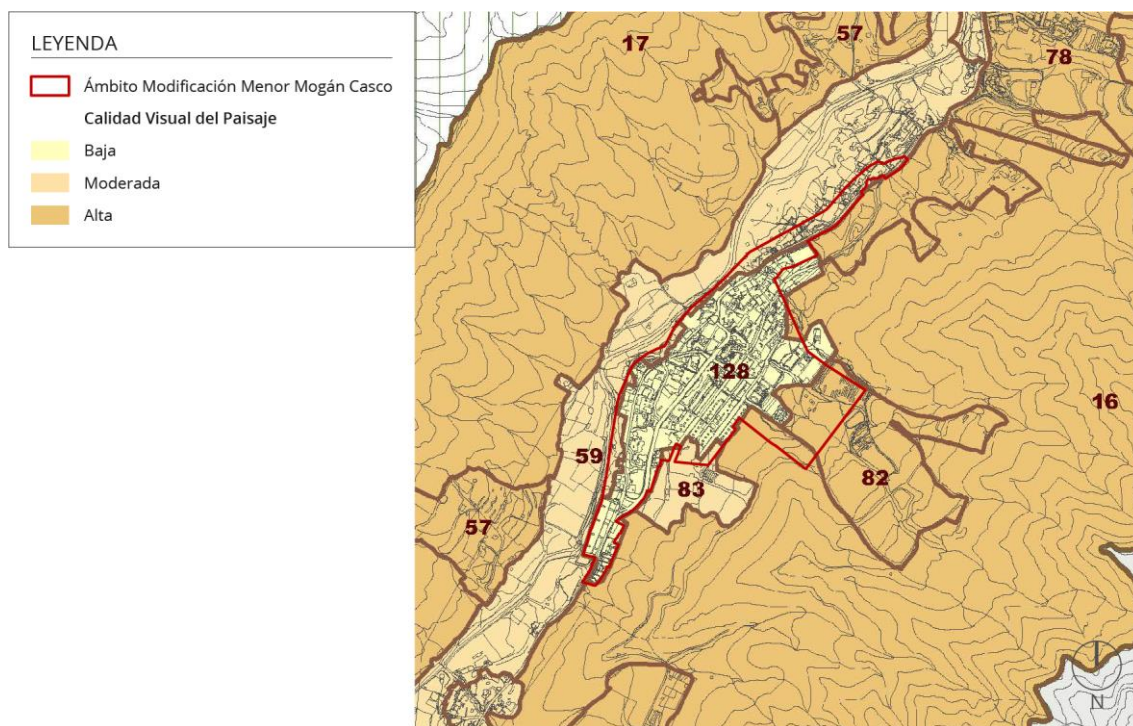 LEYENDA
Ámbito Modificación Menor Mogán Casco
Calidad Visual del Paisaje
Baja
Moderada
Alta
17
57
78
128
16
59
83
82
57
N